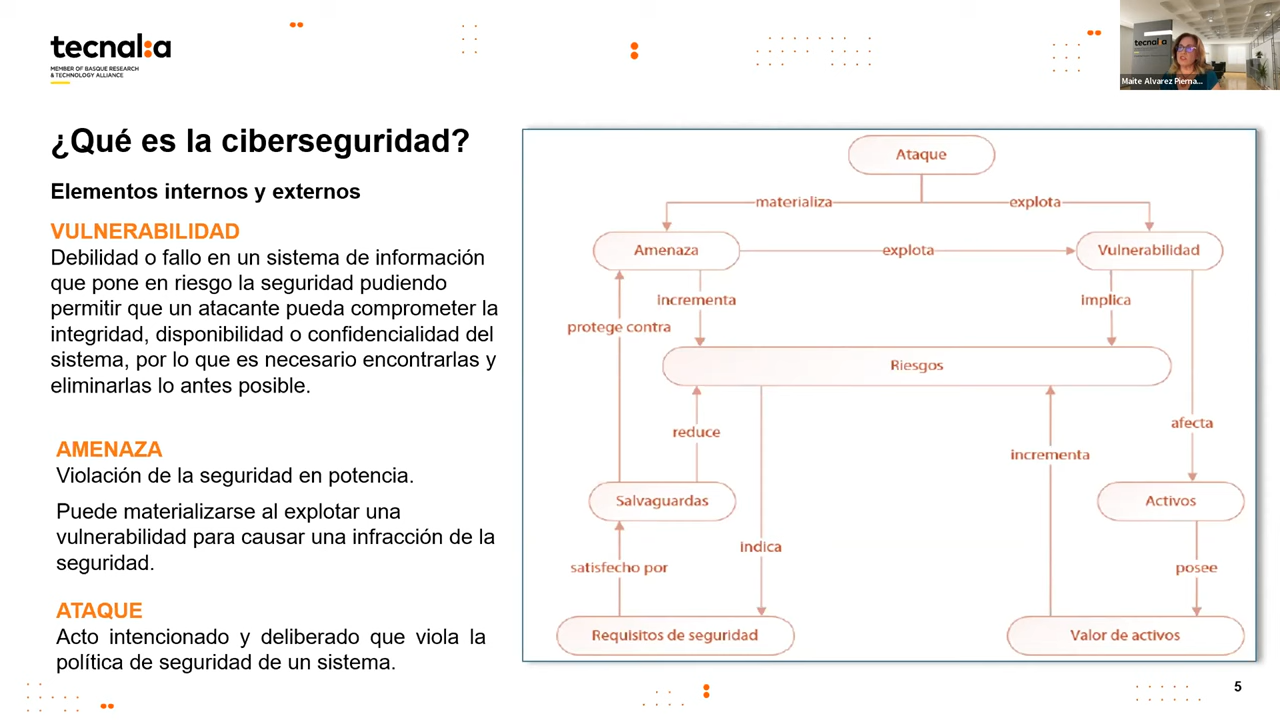 tecnal:a
MEMBER OF BASQUE RESEARCH
& TECHNOLOGY ALLIANCE
tecnal:a
Maite Alvarez Pierna...
¿Qué es la ciberseguridad?
Elementos internos y externos
VULNERABILIDAD
Debilidad o fallo en un sistema de información
que pone en riesgo la seguridad pudiendo
permitir que un atacante pueda comprometer la
integridad, disponibilidad o confidencialidad del
sistema, por lo que es necesario encontrarlas y
eliminarlas lo antes posible.
AMENAZA
Violación de la seguridad en potencia.
Puede materializarse al explotar una
vulnerabilidad para causar una infracción de la
seguridad.
ATAQUE
Acto intencionado y deliberado que viola la
política de seguridad de un sistema.
Ataque
materializa
explota
Amenaza
explota
Vulnerabilidad
incrementa
implica
protege contra
Riesgos
reduce
afecta
incrementa
Salvaguardas
Activos
indica
satisfecho por
posee
Requisitos de seguridad
Valor de activos
5